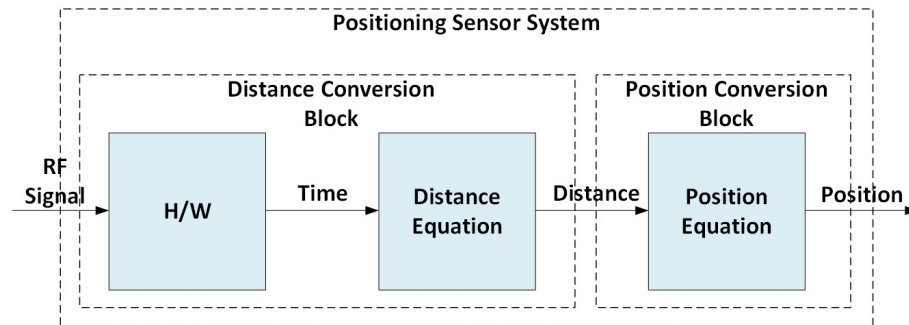 Positioning Sensor System
Distance Conversion
Block
Position Conversion
Block
RF
Signal
H/W
Time
Distance
Equation
Distance
Position
Equation
Position